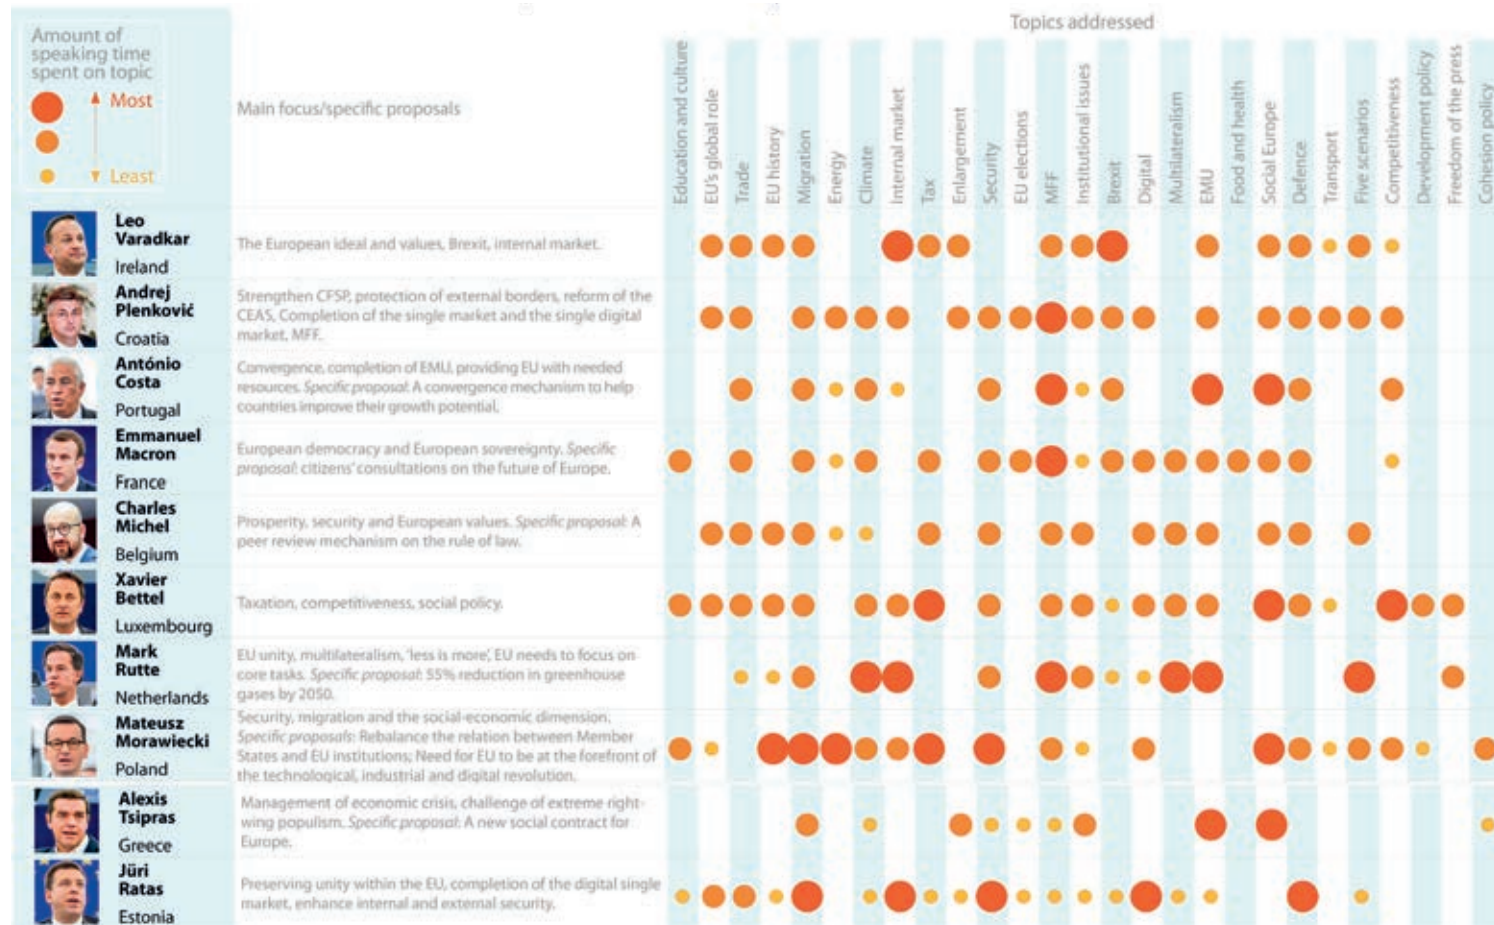 Topics addressed
Amount of
speaking time
spent on topic
Most
Least
Main focus/specific proposals
Education and culture
EU's global role
Trade
EU history
Migration
Energy
Climate
Internal market
Tax
Enlargement
Security
EU elections
MFF
Institutional issues
Brexit
Digital
Multilateralism
EMU
Food and health
Social Europe
Defence
Transport
Five scenarios
Competitiveness
Development policy
Freedom of the press
Cohesion policy
Leo
Varadkar
Ireland
The European ideal and values, Brexit, internal market.
Andrej
Plenković
Croatia
Strengthen CFSP, protection of external borders, reform of the
CEAS, Completion of the single market and the single digital
market, MFF.
António
Costa
Portugal
Convergence, completion of EMU, providing EU with needed
resources. Specific proposal: A convergence mechanism to help
countries improve their growth potential.
Emmanuel
Macron
France
European democracy and European sovereignty. Specific
proposal: citizens' consultations on the future of Europe.
Charles
Michel
Belgium
Prosperity, security and European values. Specific proposal: A
peer review mechanism on the rule of law.
Xavier
Bettel
Luxembourg
Taxation, competitiveness, social policy.
Mark
Rutte
Netherlands
EU unity, multilateralism, 'less is more', EU needs to focus on
core tasks. Specific proposal: 55% reduction in greenhouse
gases by 2050.
Mateusz
Morawiecki
Poland
Security, migration and the social-economic dimension.
Specific proposals: Rebalance the relation between Member
States and EU institutions; Need for EU to be at the forefront of
the technological, industrial and digital revolution.
Alexis
Tsipras
Greece
Management of economic crisis, challenge of extreme right-
wing populism. Specific proposal: A new social contract for
Europe.
Jüri
Ratas
Estonia
Preserving unity within the EU, completion of the digital single
market, enhance internal and external security.